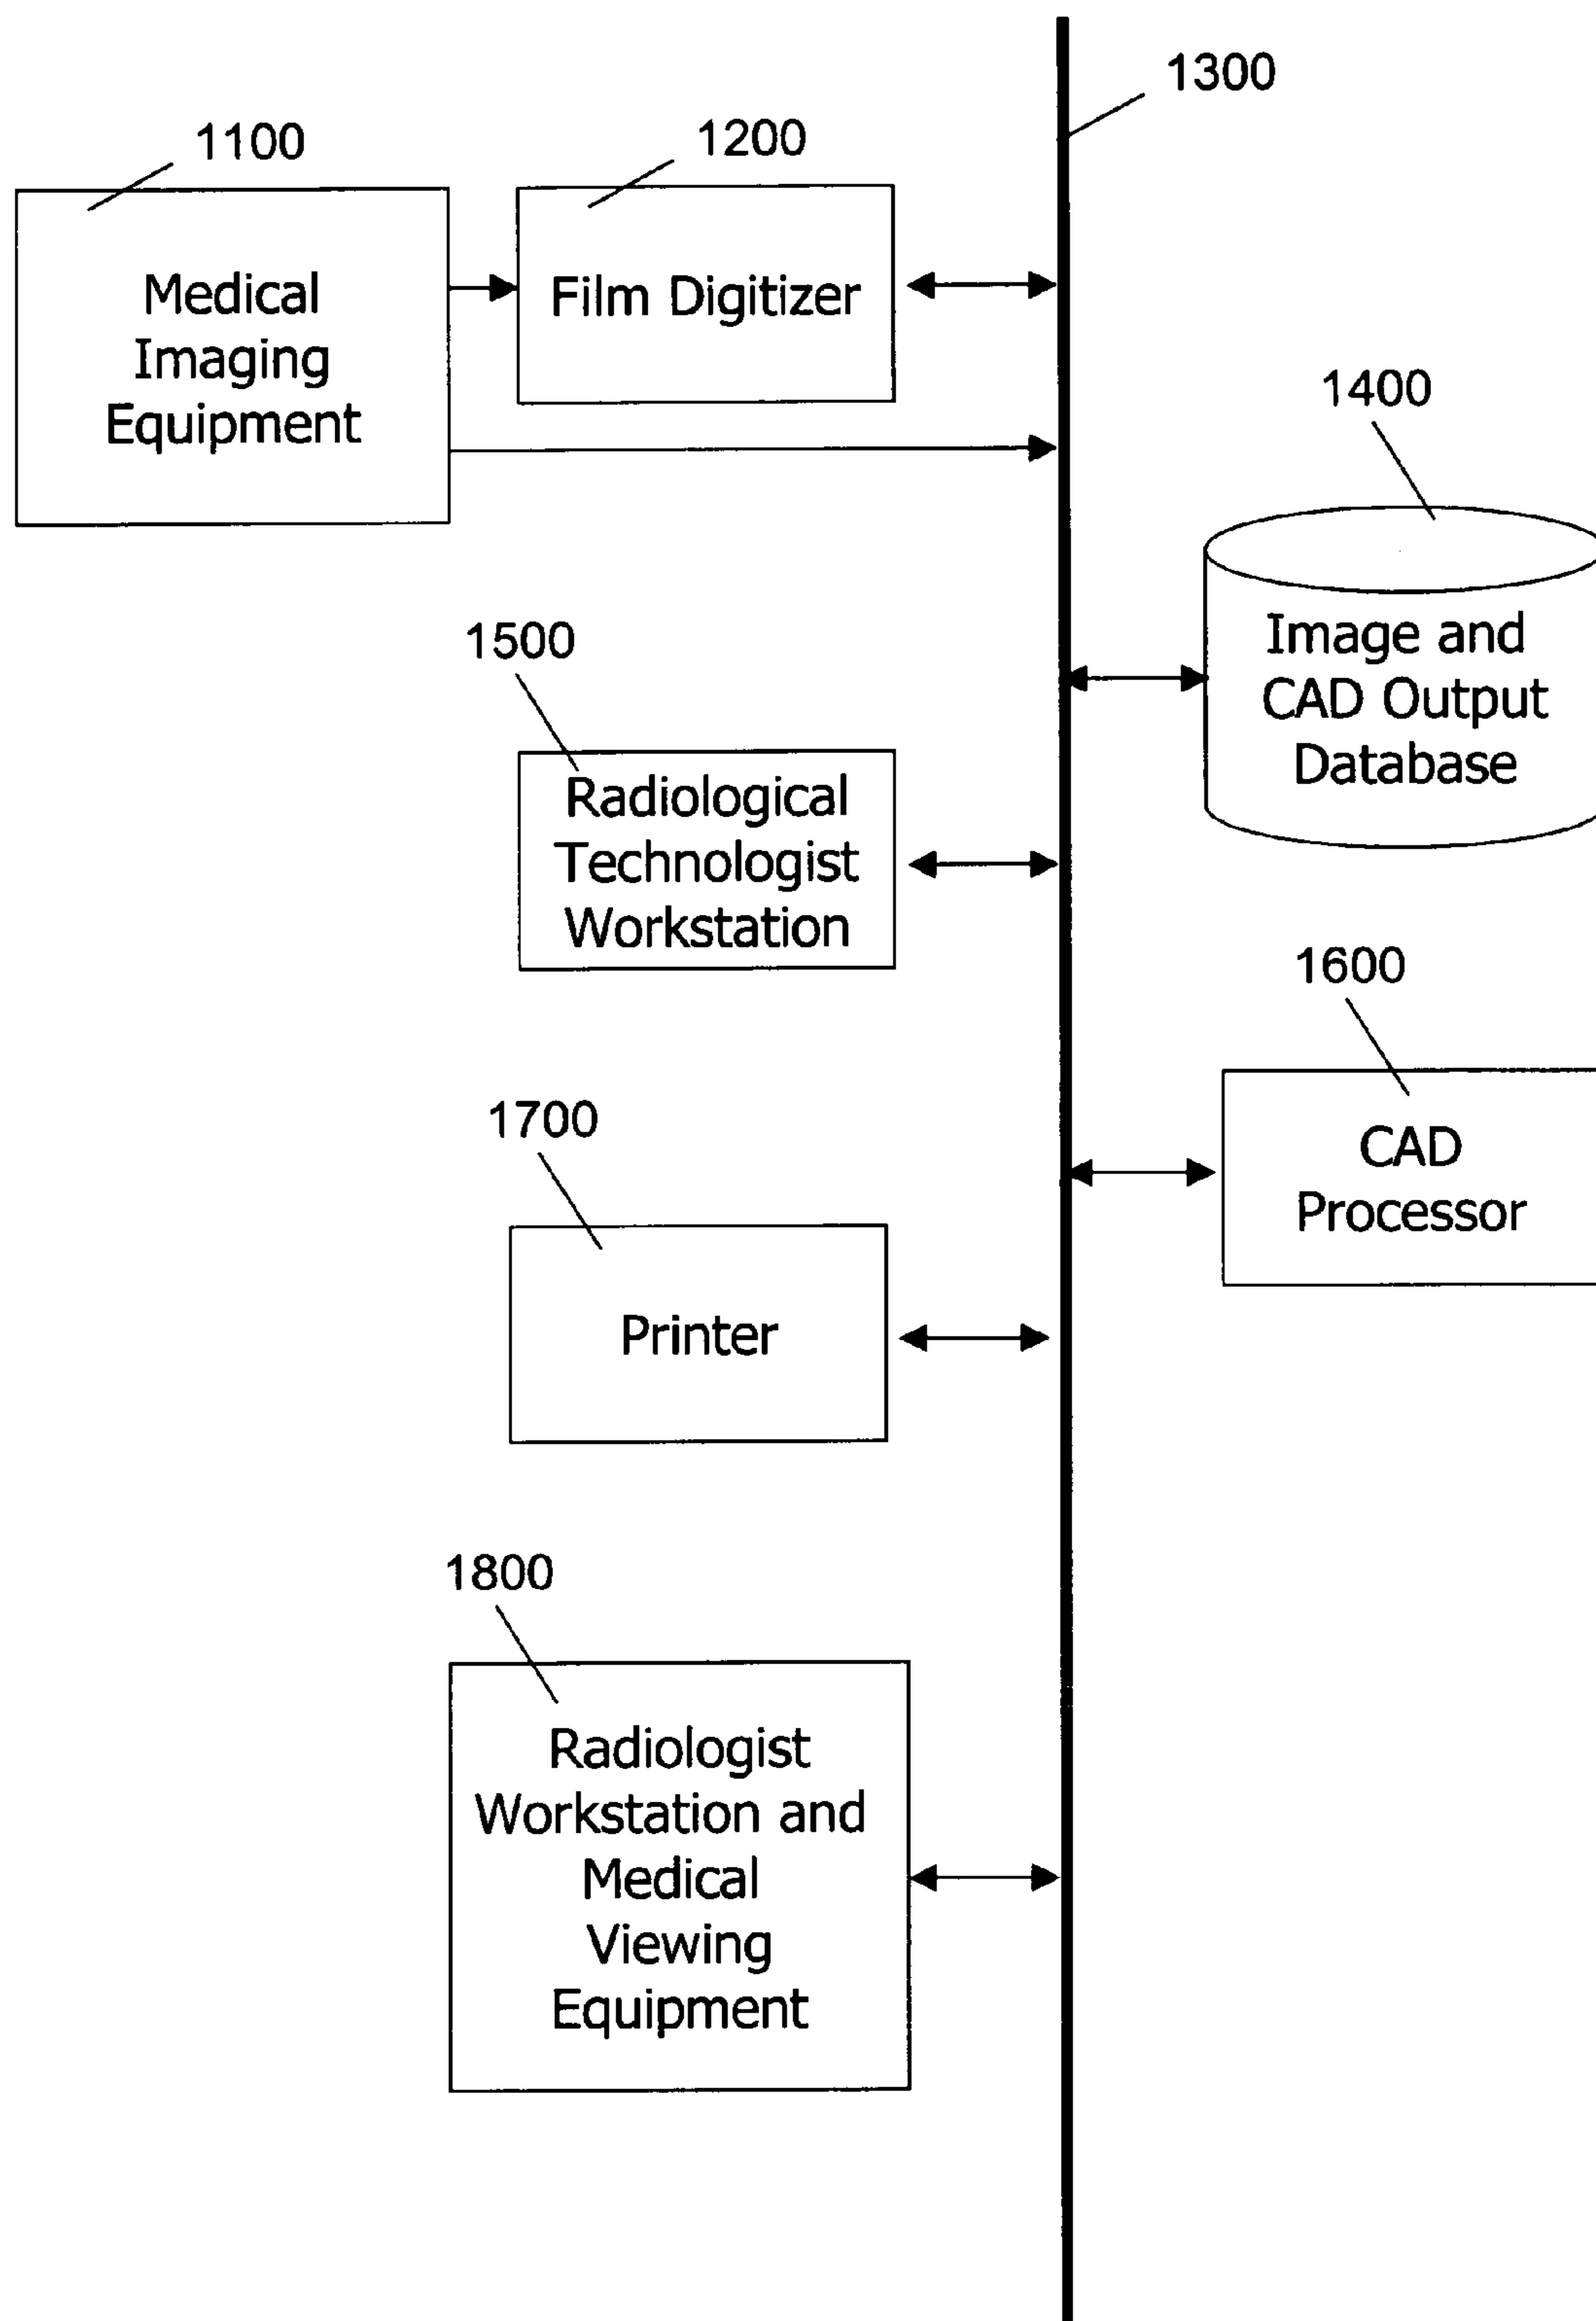 1300
1100
1200
Medical
Imaging
Equipment
Film Digitizer
1400
Image and
CAD Output
Database
1500
Radiological
Technologist
Workstation
1600
CAD
Processor
1700
Printer
1800
Radiologist
Workstation and
Medical
Viewing
Equipment